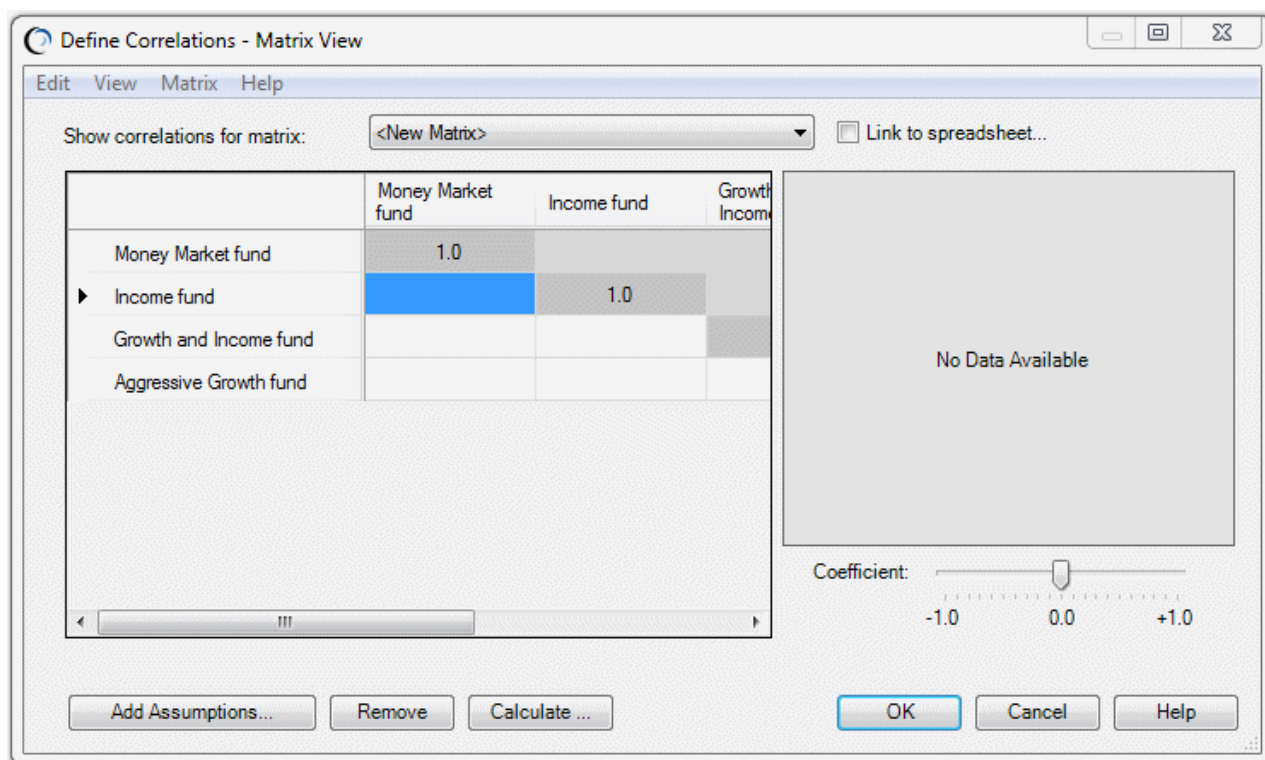 Define Correlations - Matrix View
Edit View Matrix Help
Show correlations for matrix: <New Matrix> Link to spreadsheet...
Money Market
fund
Income fund
Growth
Income
Money Market fund 1.0
Income fund 1.0
Growth and Income fund
Aggressive Growth fund
No Data Available
Coefficient:
-1.0 0.0 +1.0
Add Assumptions... Remove Calculate ... OK Cancel Help